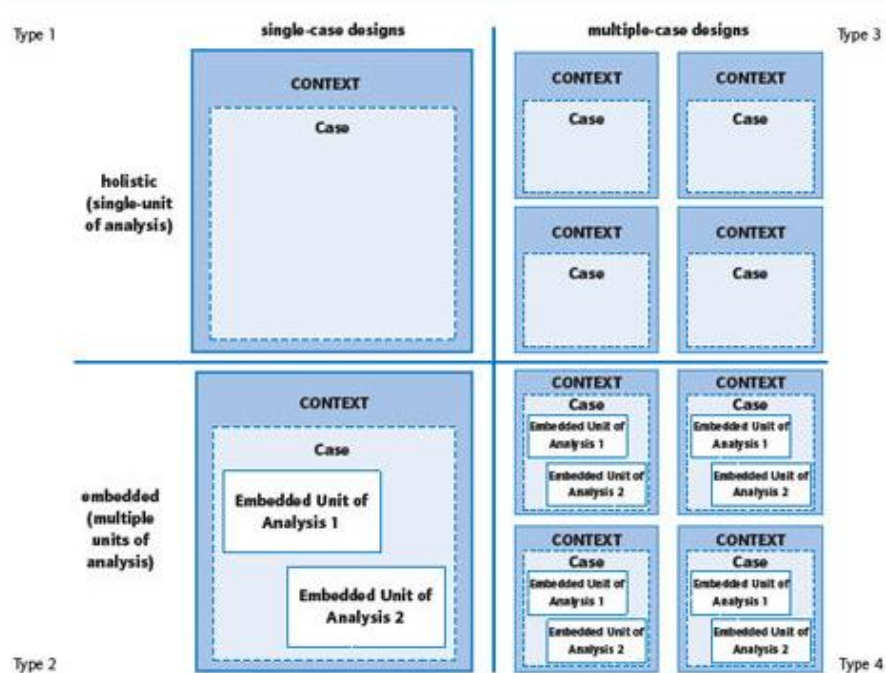 Type 1
single-case designs
multiple-case designs
Type 3
holistic
(single-unit
of analysis)
CONTEXT
Case
CONTEXT
Case
CONTEXT
Case
CONTEXT
Case
CONTEXT
Case
embedded
(multiple
units of
analysis)
CONTEXT
Case
Embedded Unit of
Analysis 1
Embedded Unit of
Analysis 2
CONTEXT
Case
Embedded Unit of
Analysis 1
Embedded Unit of
Analysis 2
CONTEXT
Case
Embedded Unit of
Analysis 1
Embedded Unit of
Analysis 2
CONTEXT
Case
Embedded Unit of
Analysis 1
Embedded Unit of
Analysis 2
CONTEXT
Case
Embedded Unit of
Analysis 1
Embedded Unit of
Analysis 2
Type 2
Type 4